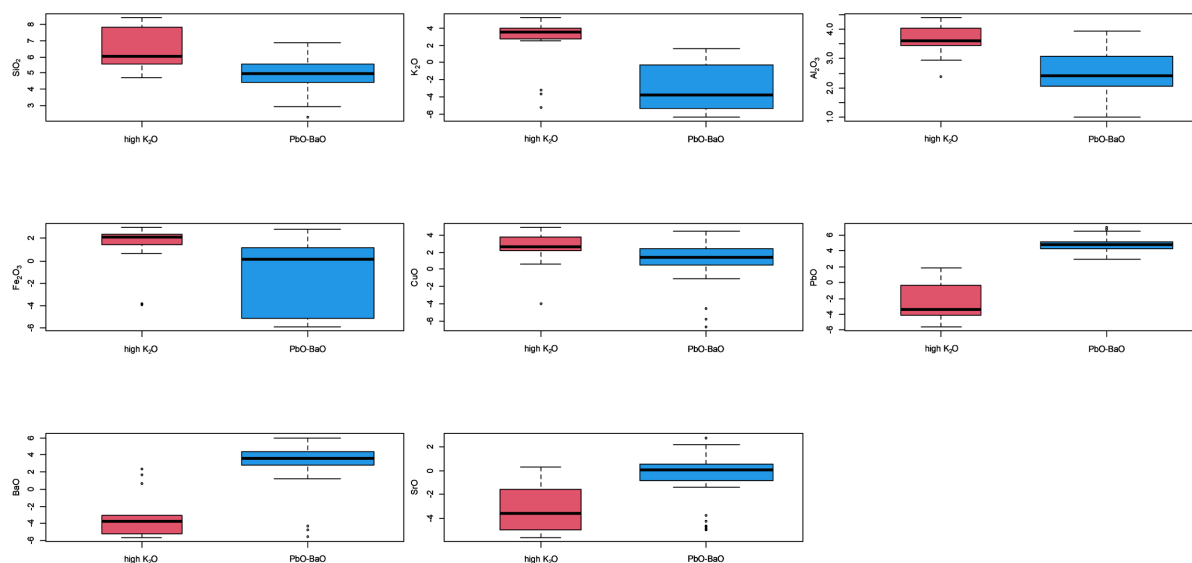 SiO₂
8
7
6
5
4
3
high K₂O
PbO-BaO
K₂O
4
2
0
-2
-4
-6
high K₂O
PbO-BaO
Al₂O₃
4.0
3.0
2.0
1.0
high K₂O
PbO-BaO
Fe₂O₃
2
0
-2
-4
-6
high K₂O
PbO-BaO
CuO
4
2
0
-2
-4
-6
high K₂O
PbO-BaO
PbO
6
4
2
0
-2
-4
-6
high K₂O
PbO-BaO
BaO
6
4
2
0
-2
-4
-6
high K₂O
PbO-BaO
SrO
2
0
-2
-4
high K₂O
PbO-BaO